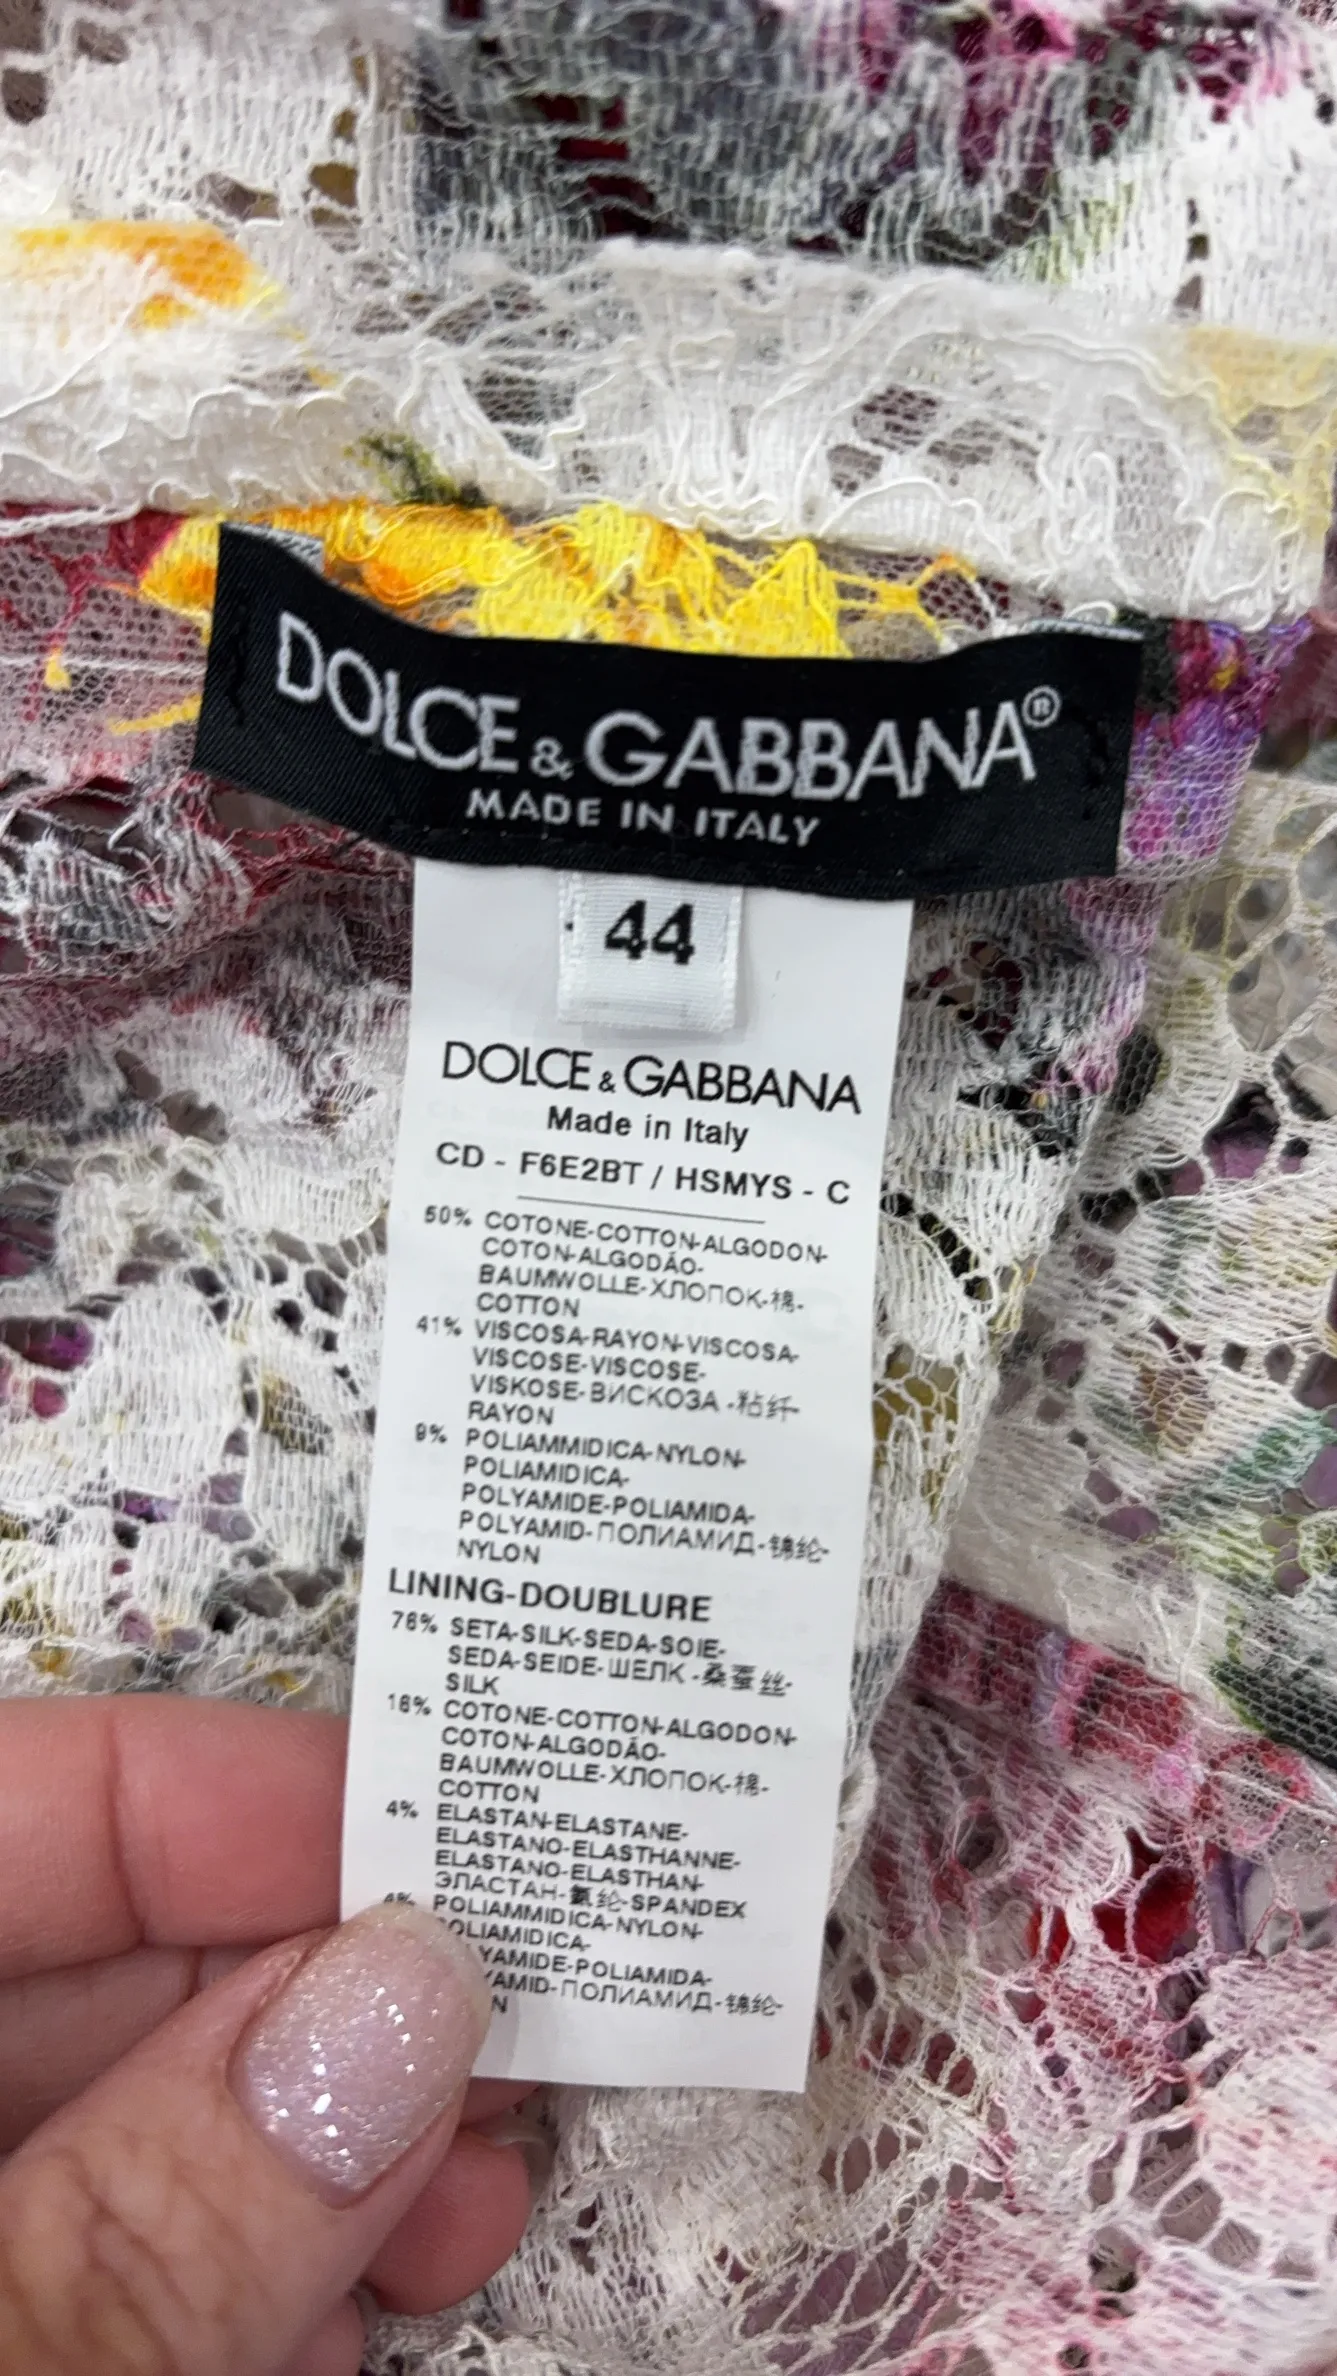 DOLCE & GABBANA®
MADE IN ITALY
44
DOLCE & GABBANA
Made in Italy
CD - F6E2BT / HSMYS - C
50% COTONE-COTTON-ALGODON-
COTON-ALGODÃO-
BAUMWOLLE-ХЛОПОК-棉-
COTTON
41% VISCOSA-RAYON-VISCOSA-
VISCOSE-VISCOSE-
VISKOSE-ВИСКОЗА-粘纤-
RAYON
9% POLIAMMIDICA-NYLON-
POLIAMIDICA-
POLYAMIDE-POLIAMIDA-
POLYAMID-ПОЛИАМИД-锦纶-
NYLON
LINING-DOUBLURE
76% SETA-SILK-SEDA-SOIE-
SEDA-SEIDE-ШЕЛК-桑蚕丝-
SILK
16% COTONE-COTTON-ALGODON-
COTON-ALGODÃO-
BAUMWOLLE-ХЛОПОК-棉-
COTTON
4% ELASTAN-ELASTANE-
ELASTANO-ELASTHANNE-
ELASTANO-ELASTHAN-
ЭЛАСТАН-氨纶-SPANDEX
4% POLIAMMIDICA-NYLON-
OLIAMIDICA-
YAMIDE-POLIAMIDA-
YAMID-ПОЛИАМИД-锦纶-
N